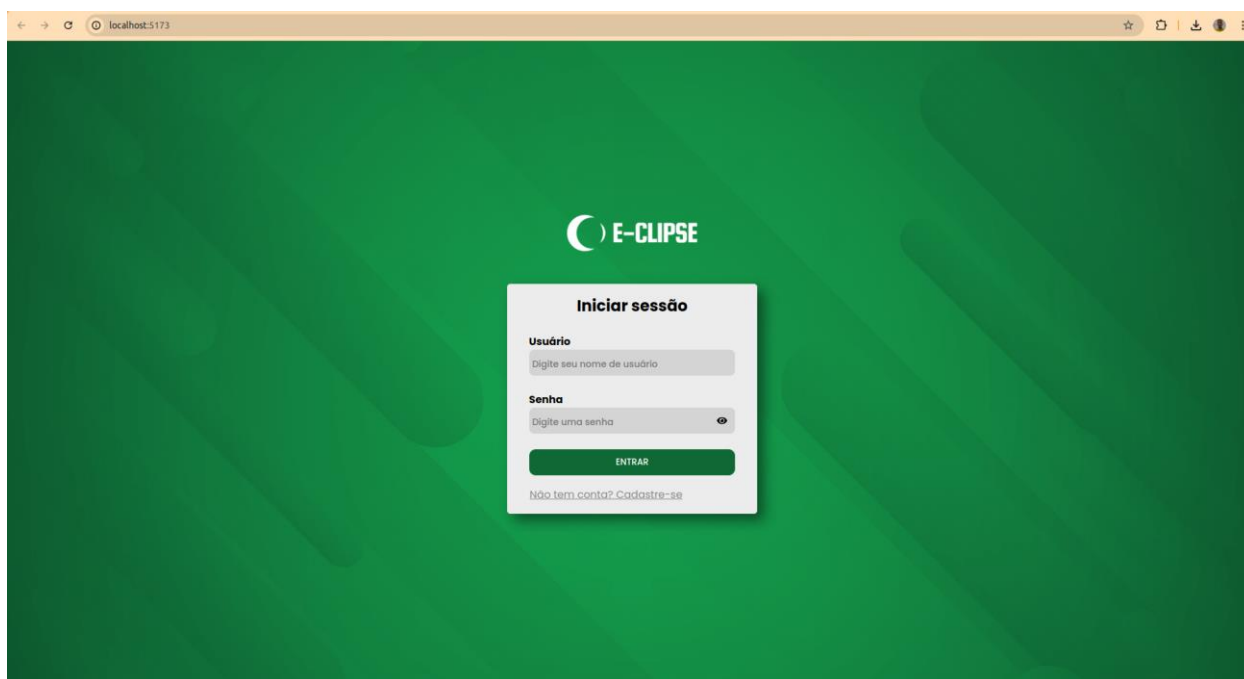 localhost:5173
E-CLIPSE
Iniciar sessão
Usuário
Digite seu nome de usuário
Senha
Digite uma senha
ENTRAR
Não tem conta? Cadastre-se